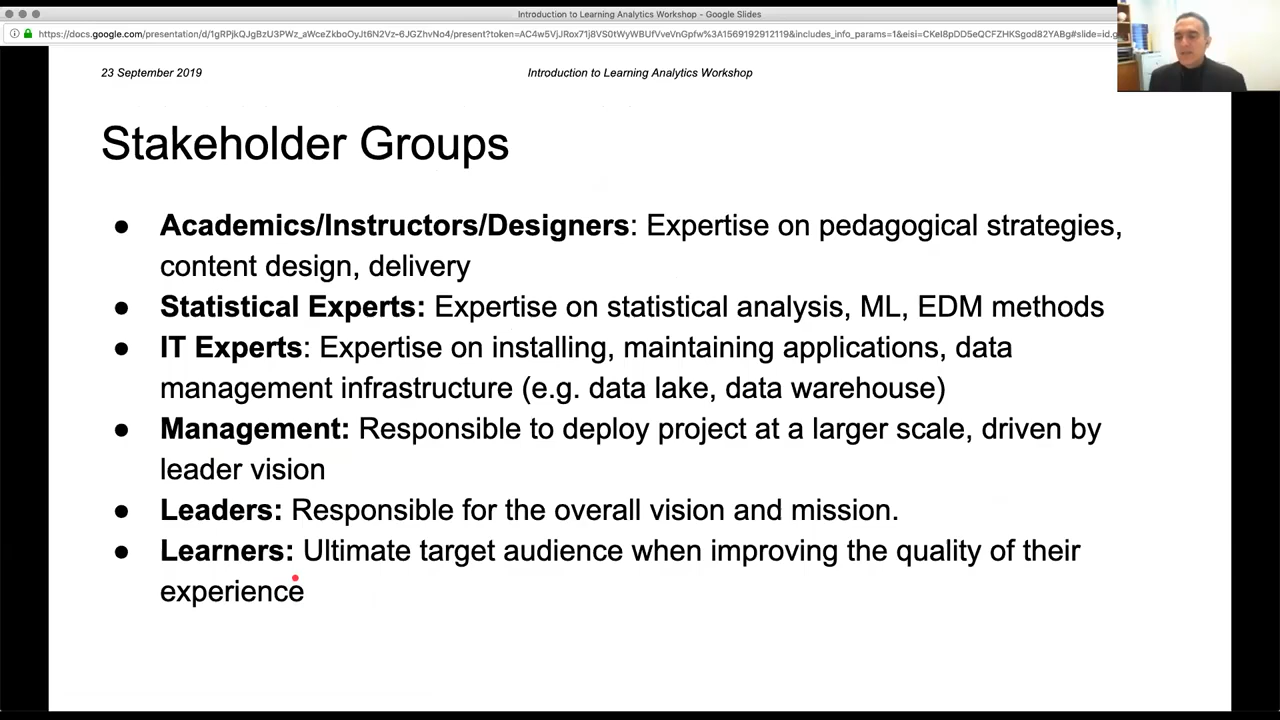 Introduction to Learning Analytics Workshop - Google Slides
https://docs.google.com/presentation/d/1gRPjkQJgBzU3PWz_aWceZkboOyJt6N2Vz-6JGZhvNo4/present?token=AC4w5VjJRox71j8VS0tWyWBUfVveVnGpfw%3A1569192912119&includes_info_params=1&eisi=CKeI8pDD5eQCFZHKSgod82YABg#slide=id.g
23 September 2019
Introduction to Learning Analytics Workshop
Stakeholder Groups
● Academics/Instructors/Designers: Expertise on pedagogical strategies,
content design, delivery
● Statistical Experts: Expertise on statistical analysis, ML, EDM methods
● IT Experts: Expertise on installing, maintaining applications, data
management infrastructure (e.g. data lake, data warehouse)
● Management: Responsible to deploy project at a larger scale, driven by
leader vision
● Leaders: Responsible for the overall vision and mission.
● Learners: Ultimate target audience when improving the quality of their
experience